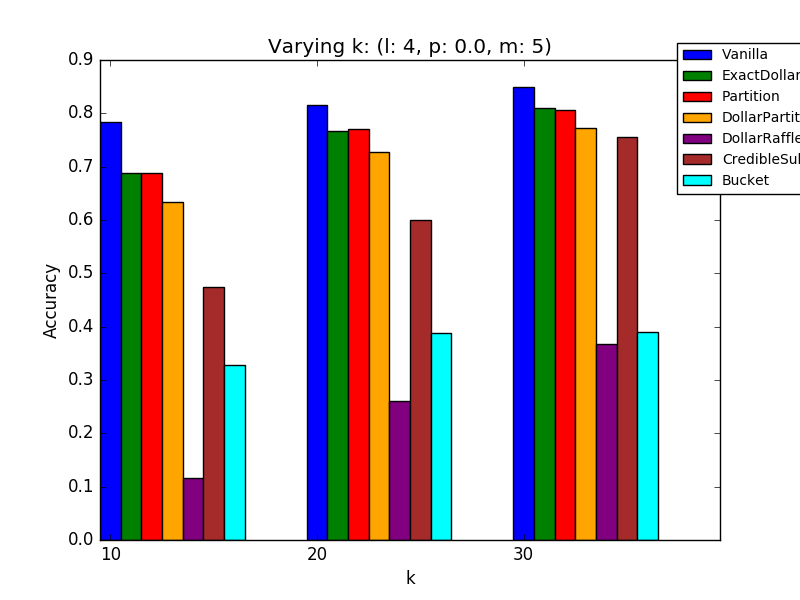 Varying k: (l: 4, p: 0.0, m: 5)
Vanilla
ExactDollar
Partition
DollarPartit
DollarRaffle
CredibleSu
Bucket
0.9
0.8
0.7
0.6
0.5
0.4
0.3
0.2
0.1
0.0
Accuracy
10 20 30
k